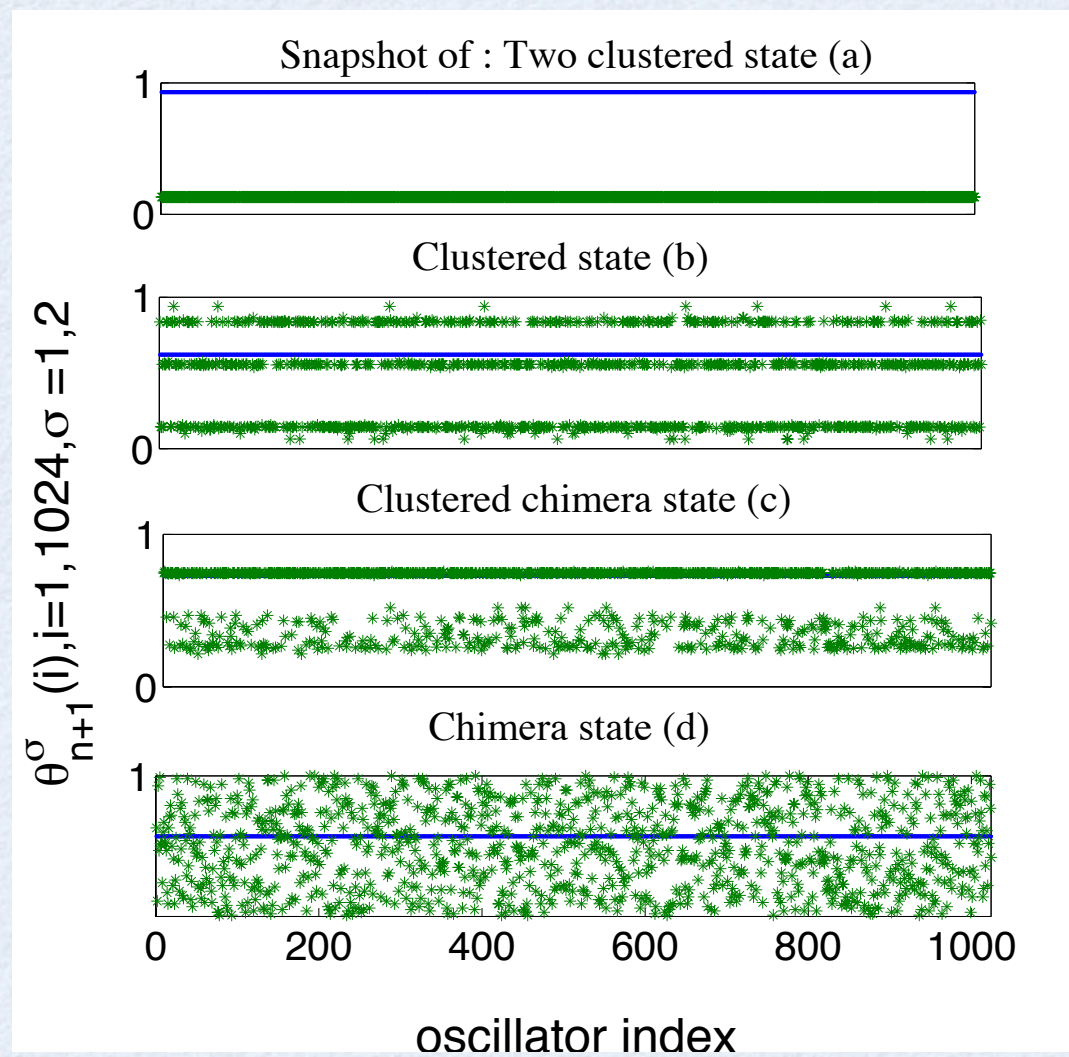 Snapshot of : Two clustered state (a)
1
0
Clustered state (b)
1
0
Clustered chimera state (c)
1
0
Chimera state (d)
1
0 200 400 600 800 1000
oscillator index
θσn+1(i),i=1,1024,σ =1,2